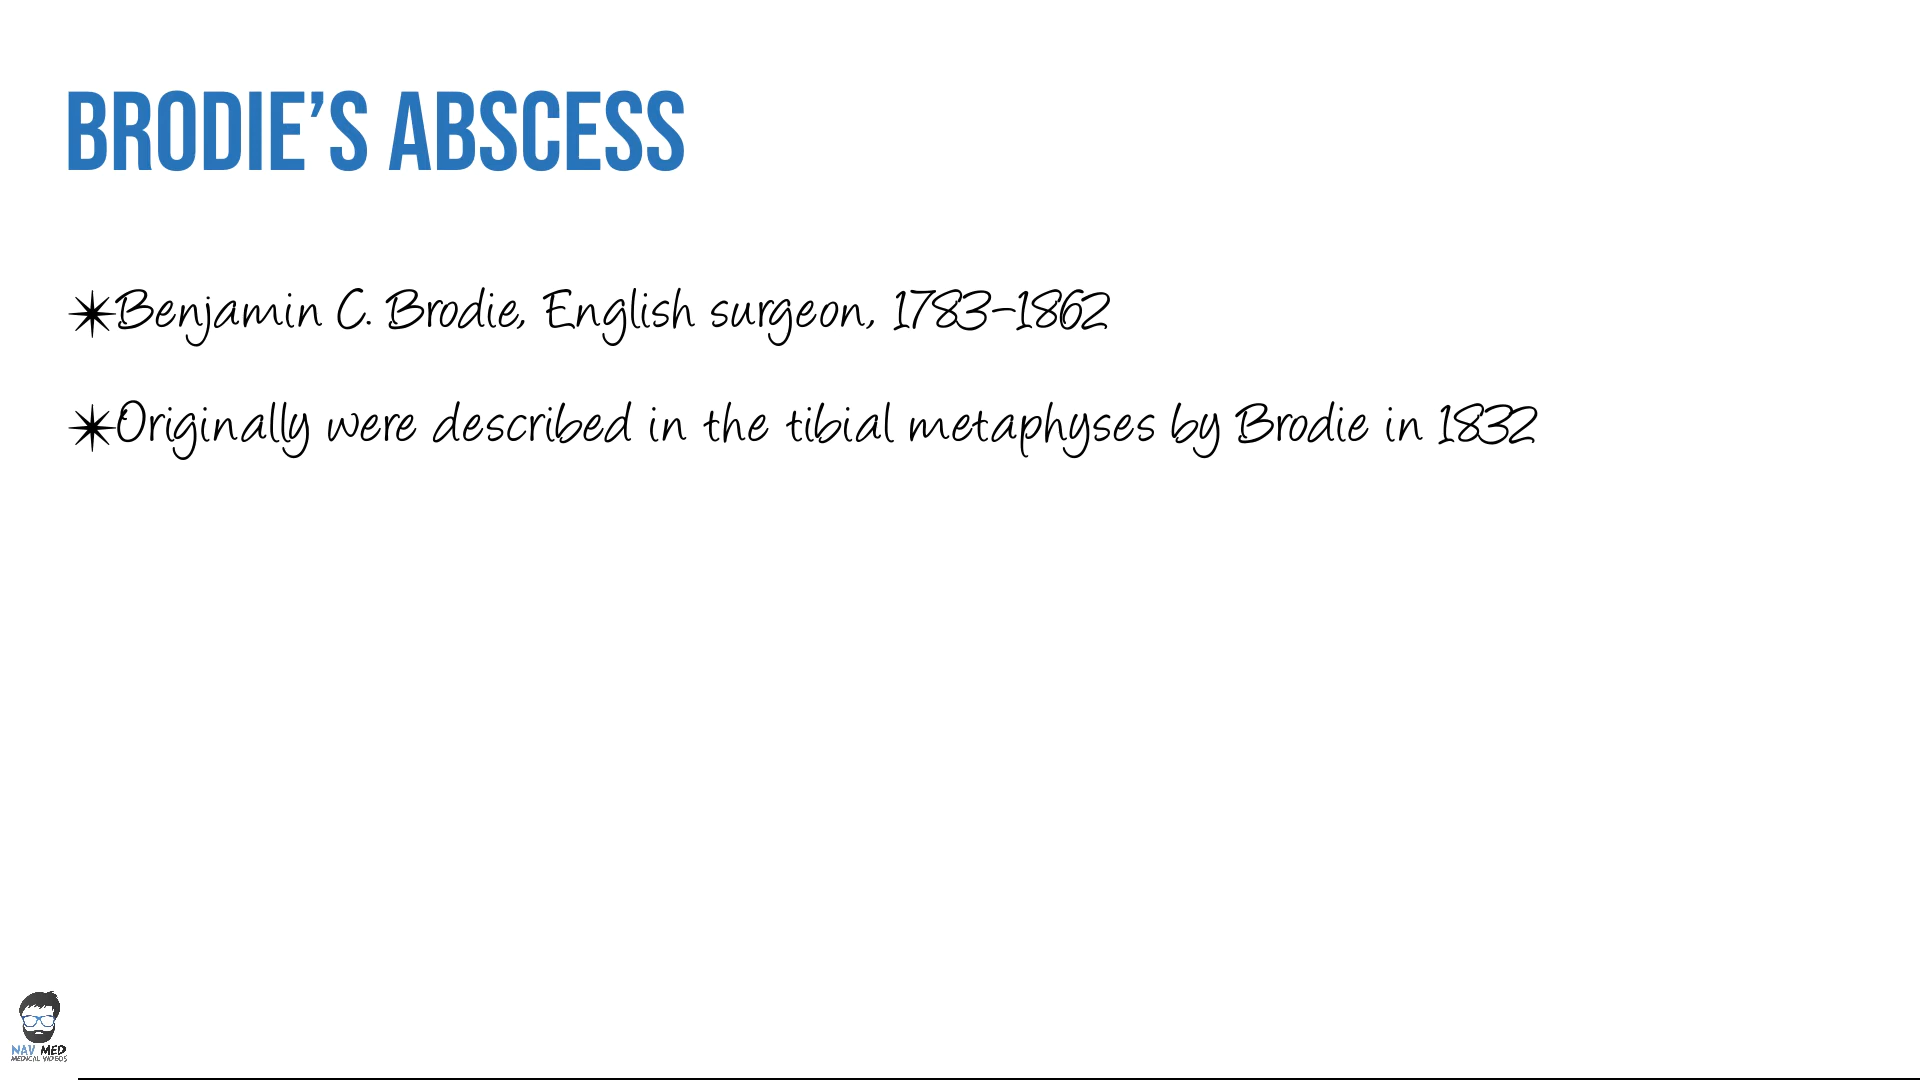 BRODIE’S ABSCESS
✷Benjamin C. Brodie, English surgeon, 1783–1862
✷Originally were described in the tibial metaphyses by Brodie in 1832
NAV MED
MEDICAL VIDEOS